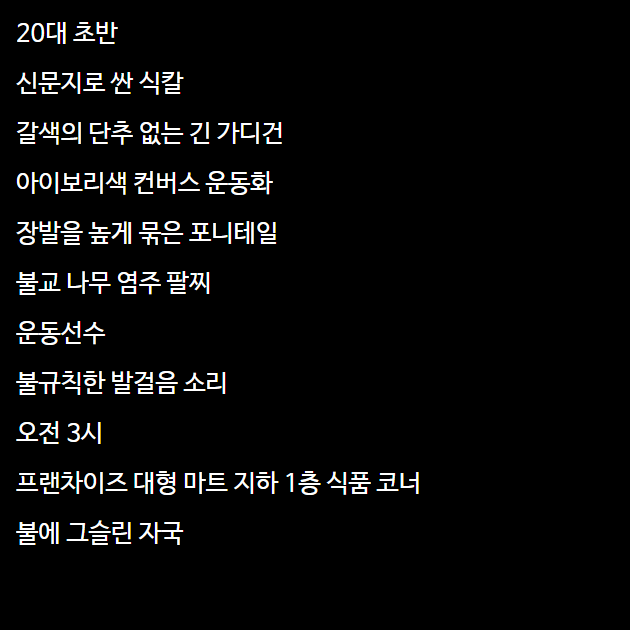 20대 초반
신문지로 싼 식칼
갈색의 단추 없는 긴 가디건
아이보리색 컨버스 운동화
장발을 높게 묶은 포니테일
불교 나무 염주 팔찌
운동선수
불규칙한 발걸음 소리
오전 3시
프랜차이즈 대형 마트 지하 1층 식품 코너
불에 그슬린 자국